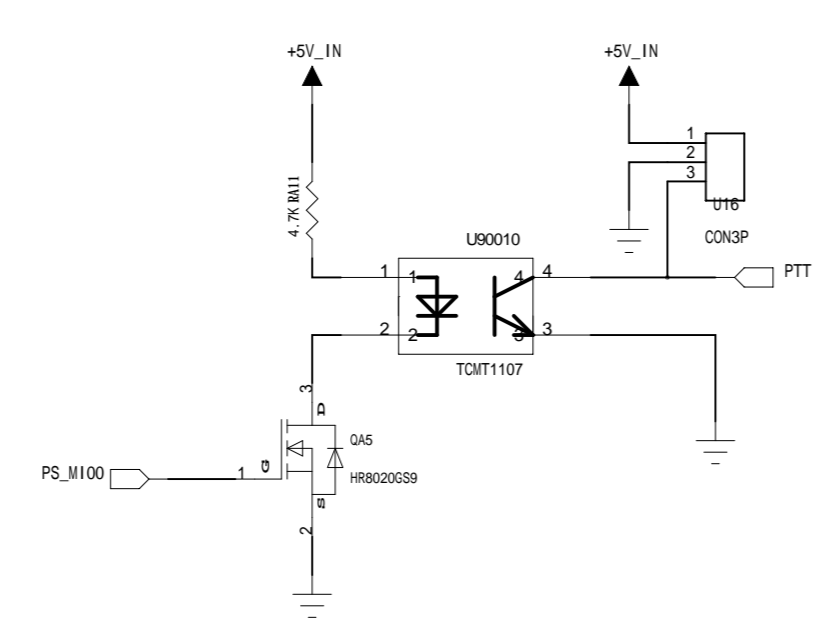 +5V_IN
+5V_IN
1
2
3
U16
CON3P
4.7K RA11
U90010
1
1
4
4
PTT
2
2
3
3
TCMT1107
3
D
QA5
G
HR8020GS9
PS_MIO0
1
S
2